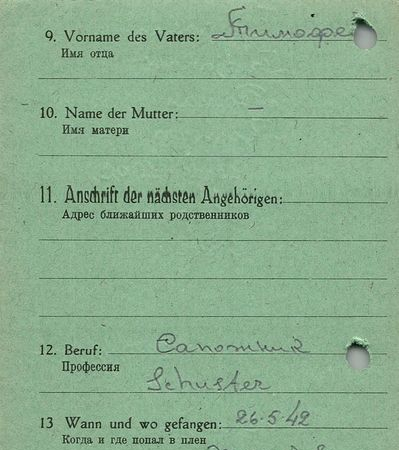 9. Vorname des Vaters: Тимофе
Имя отца
10. Name der Mutter: —
Имя матери
11. Anschrift der nächsten Angehörigen:
Адрес ближайших родственников
12. Beruf: Сапожник
Профессия
Schuster
13 Wann und wo gefangen: 26.5.42
Когда и где попал в плен